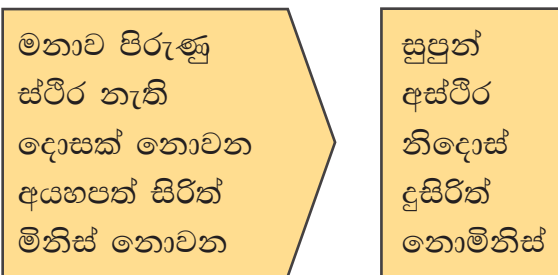 මනාව පිරුණු
ස්ථිර නැති
දොසක් නොවන
අයහපත් සිරිත්
මිනිස් නොවන
සුපුන්
අස්ථිර
නිදොස්
දුසිරිත්
නොමිනිස්